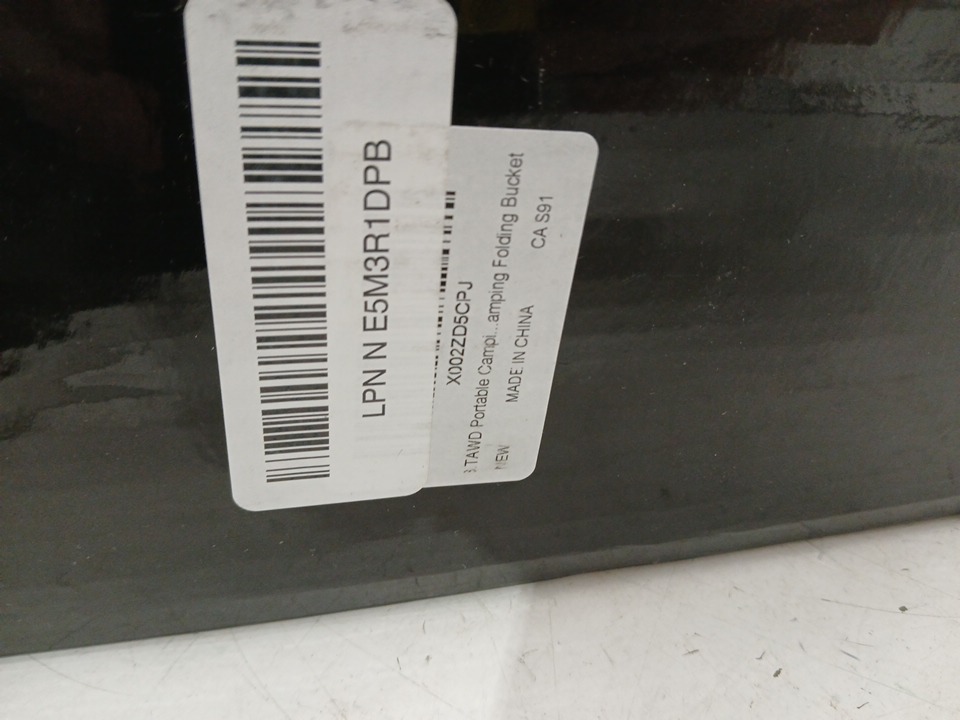 LPN N E5M3R1DPB
X002ZD5CPJ
TAWD Portable Campi...amping Folding Bucket
NEW
MADE IN CHINA
CA S91